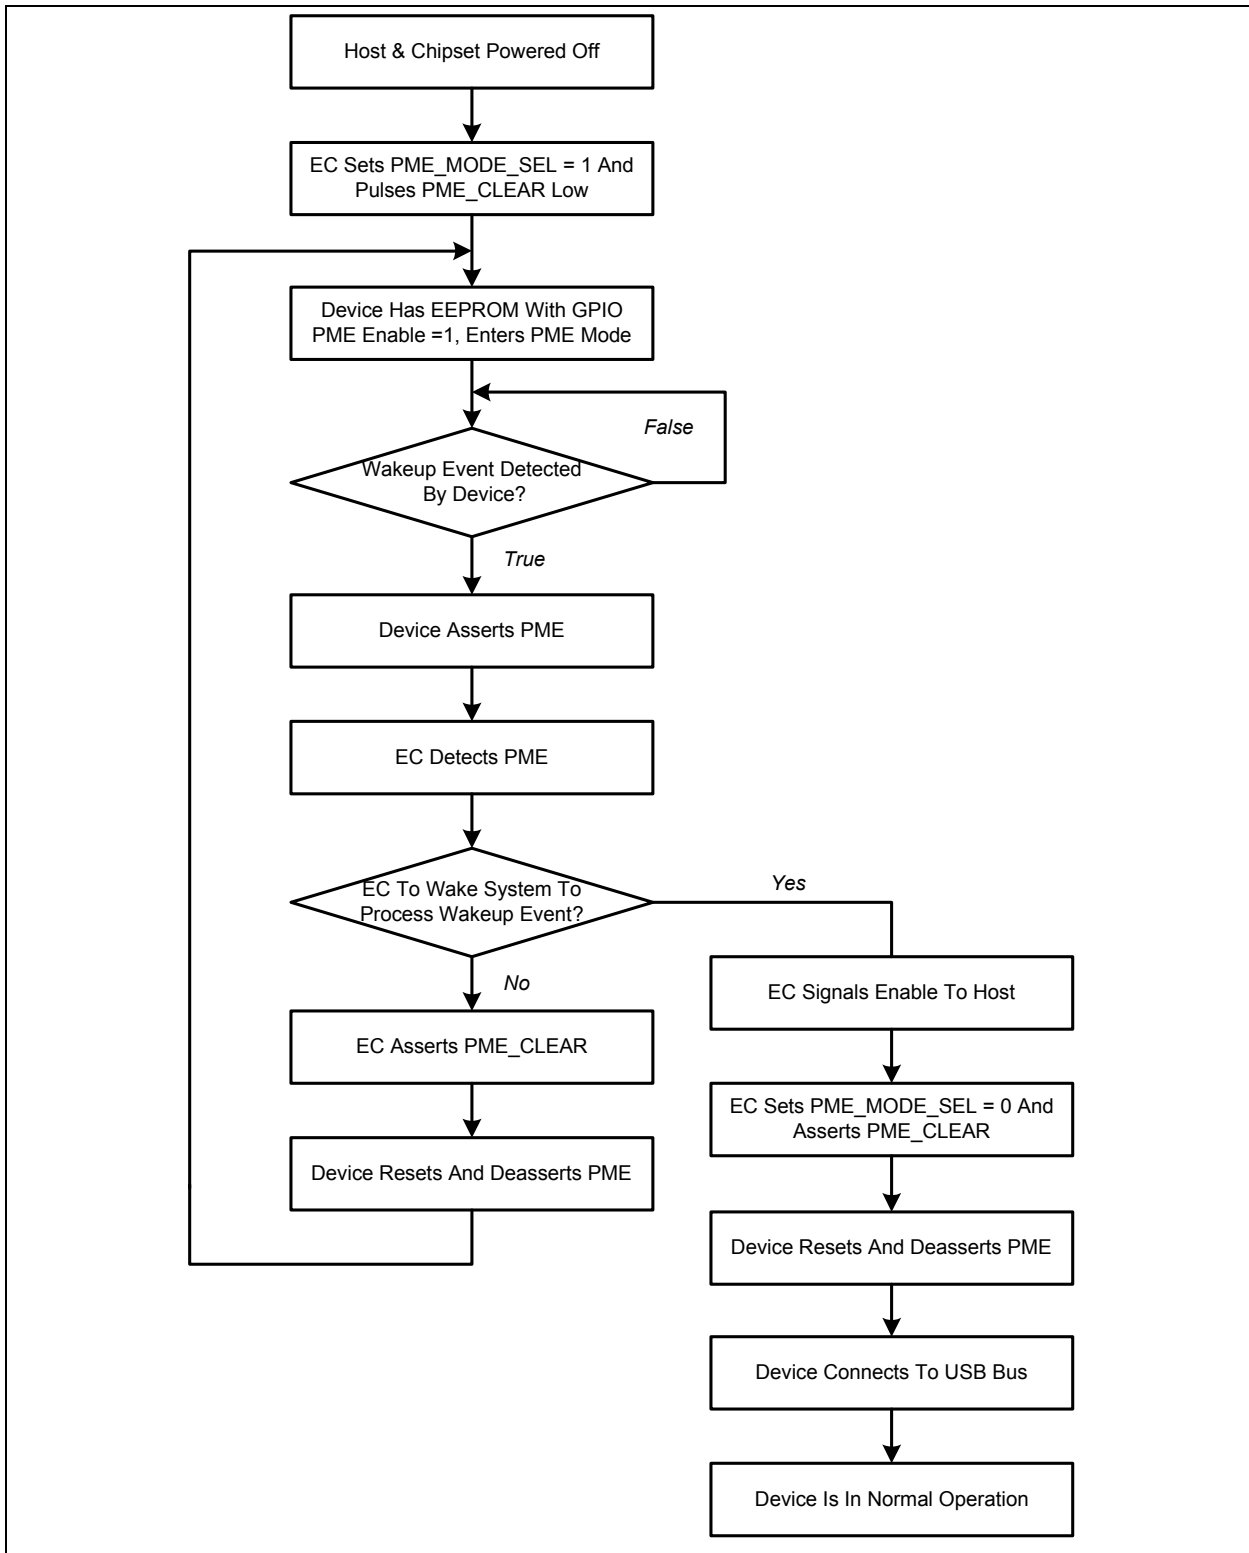 Host & Chipset Powered Off
EC Sets PME_MODE_SEL = 1 And
Pulses PME_CLEAR Low
Device Has EEPROM With GPIO
PME Enable =1, Enters PME Mode
False
Wakeup Event Detected
By Device?
True
Device Asserts PME
EC Detects PME
EC To Wake System To
Process Wakeup Event?
Yes
No
EC Asserts PME_CLEAR
Device Resets And Deasserts PME
EC Signals Enable To Host
EC Sets PME_MODE_SEL = 0 And
Asserts PME_CLEAR
Device Resets And Deasserts PME
Device Connects To USB Bus
Device Is In Normal Operation